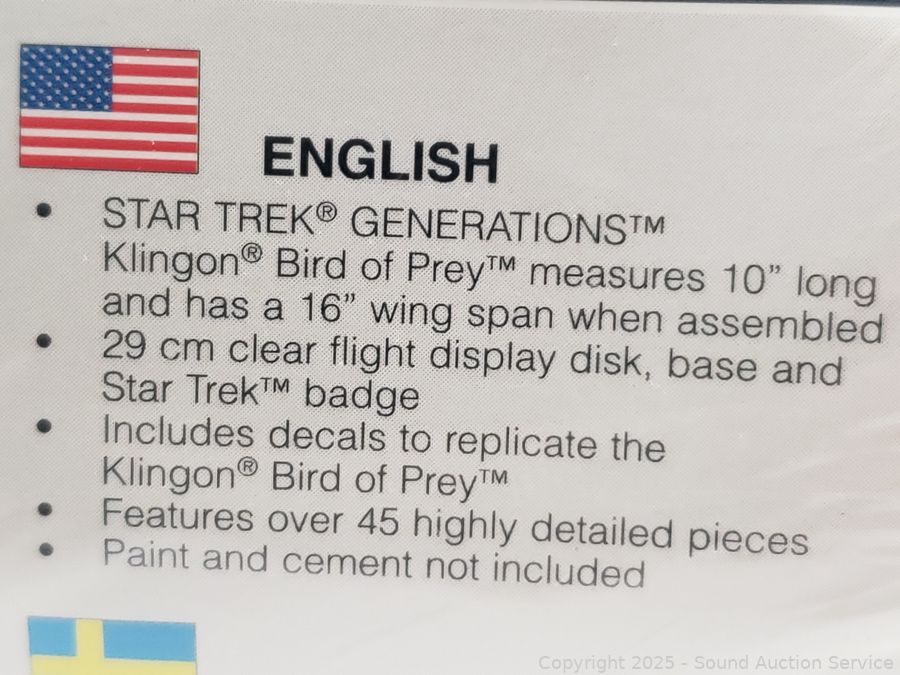 ENGLISH
• STAR TREK® GENERATIONS™
Klingon® Bird of Prey™ measures 10” long
and has a 16” wing span when assembled
• 29 cm clear flight display disk, base and
Star Trek™ badge
• Includes decals to replicate the
Klingon® Bird of Prey™
• Features over 45 highly detailed pieces
• Paint and cement not included
Copyright 2025 - Sound Auction Service